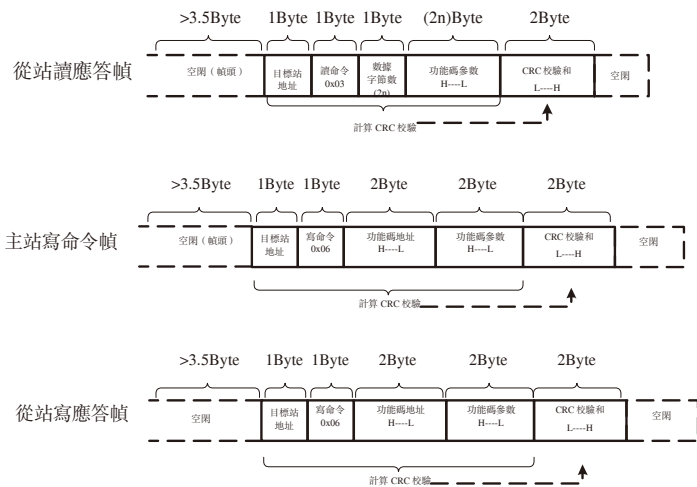 >3.5Byte 1Byte 1Byte 1Byte (2n)Byte 2Byte
從站讀應答幀
空閑（幀頭）
目標站
地址
讀命令
0x03
數據
字節數
(2n)
功能碼參數
H----L
CRC 校驗和
L----H
空閑
計算 CRC 校驗
>3.5Byte 1Byte 1Byte 2Byte 2Byte 2Byte
主站寫命令幀
空閑（幀頭）
目標站
地址
寫命令
0x06
功能碼地址
H----L
功能碼參數
H----L
CRC 校驗和
L----H
空閑
計算 CRC 校驗
>3.5Byte 1Byte 1Byte 2Byte 2Byte 2Byte
從站寫應答幀
空閑
目標站
地址
寫命令
0x06
功能碼地址
H----L
功能碼參數
H----L
CRC 校驗和
L----H
空閑
計算 CRC 校驗